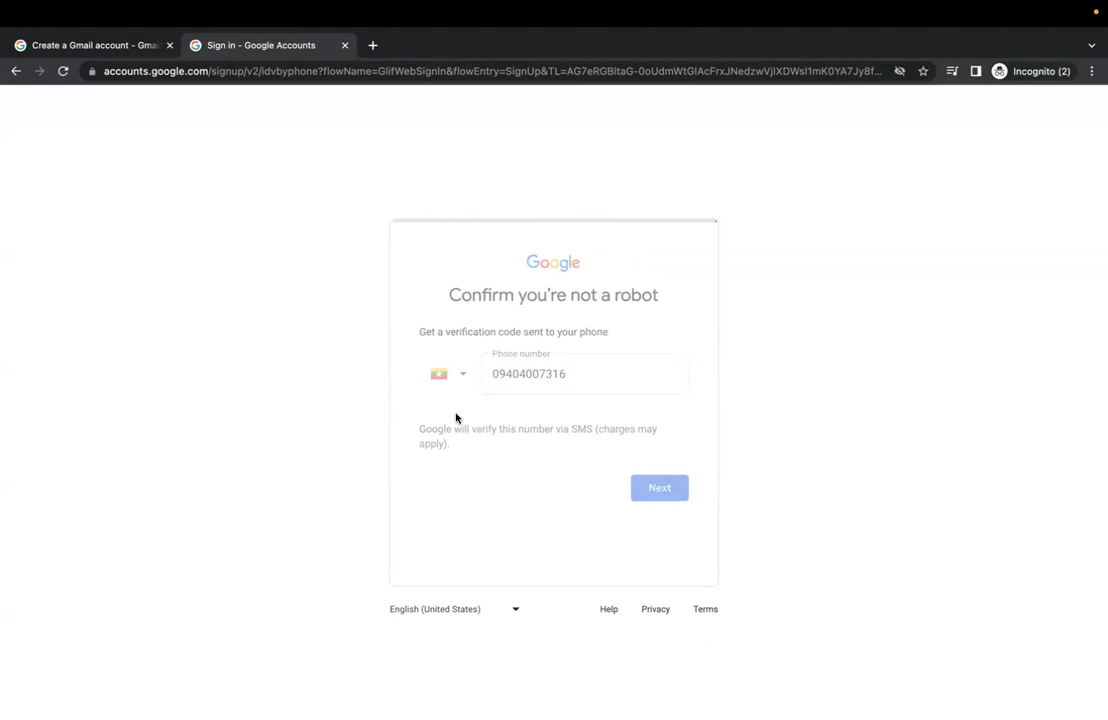 Create a Gmail account - Gmai
Sign in - Google Accounts
accounts.google.com/signup/v2/idvbyphone?flowName=GlifWebSignIn&flowEntry=SignUp&TL=AG7eRGBltaG-0oUdmWtGlAcFrxJNedzwVjlXDWsI1mK0YA7Jy8f...
Incognito (2)
Google
Confirm you're not a robot
Get a verification code sent to your phone
Phone number
09404007316
Google will verify this number via SMS (charges may
apply).
Next
English (United States)
Help
Privacy
Terms